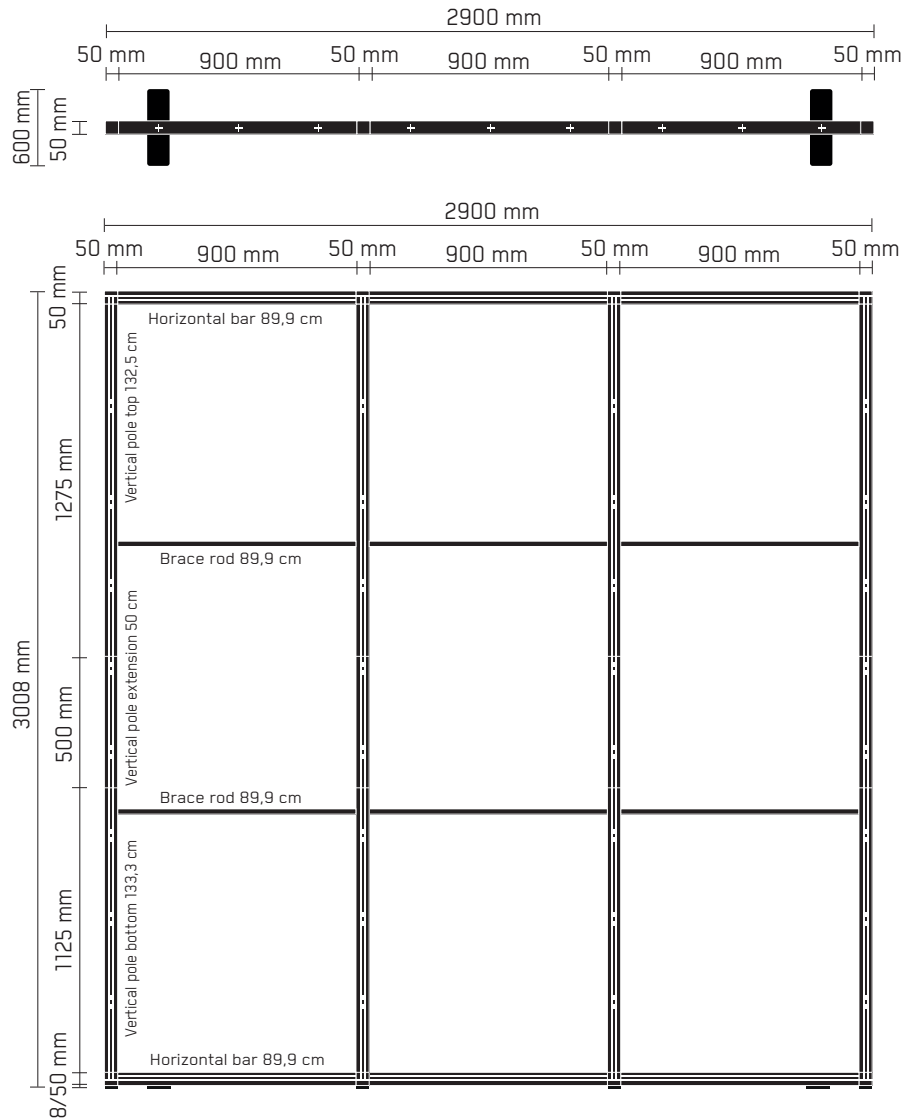 2900 mm
50 mm 900 mm 50 mm 900 mm 50 mm 900 mm 50 mm
600 mm
50 mm
2900 mm
50 mm 900 mm 50 mm 900 mm 50 mm 900 mm 50 mm
50 mm
Horizontal bar 89,9 cm
Vertical pole top 132,5 cm
1275 mm
Brace rod 89,9 cm
Vertical pole extension 50 cm
3008 mm
500 mm
Brace rod 89,9 cm
Vertical pole bottom 133,3 cm
1125 mm
Horizontal bar 89,9 cm
8/50 mm